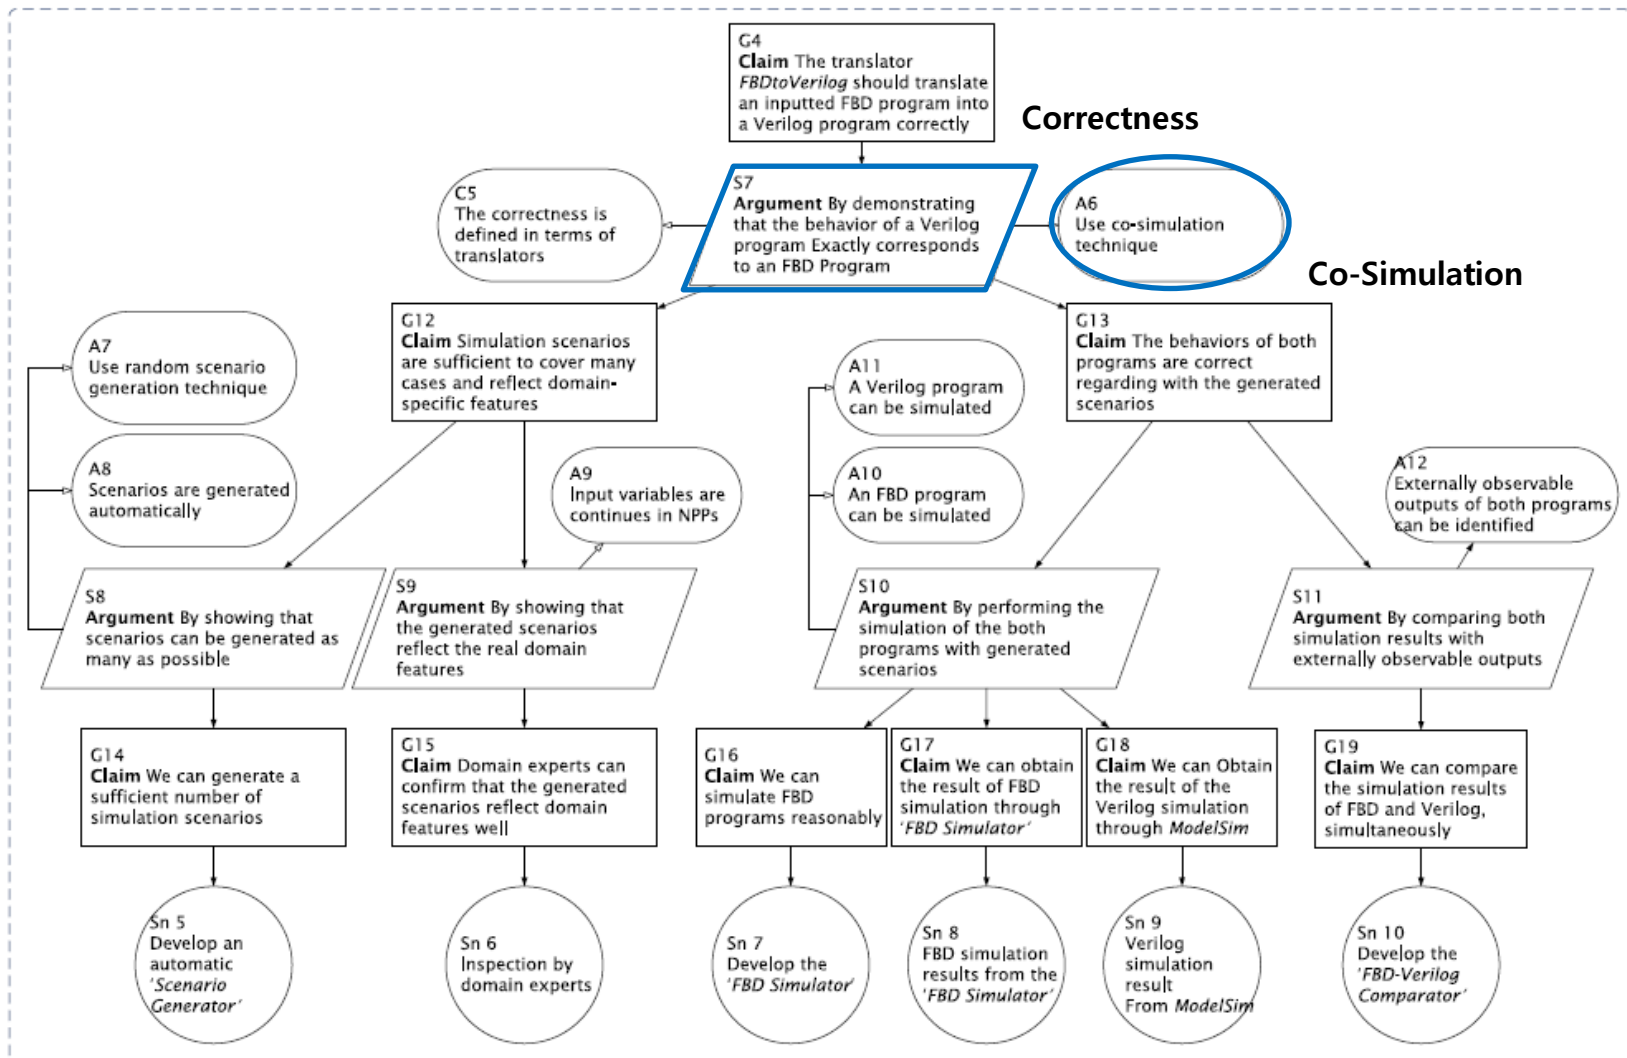 G4
Claim The translator
FBDtoVerilog should translate
an inputted FBD program into
a Verilog program correctly
Correctness
C5
The correctness is
defined in terms of
translators
S7
Argument By demonstrating
that the behavior of a Verilog
program Exactly corresponds
to an FBD Program
A6
Use co-simulation
technique
Co-Simulation
A7
Use random scenario
generation technique
G12
Claim Simulation scenarios
are sufficient to cover many
cases and reflect domain-
specific features
A11
A Verilog program
can be simulated
G13
Claim The behaviors of both
programs are correct
regarding with the generated
scenarios
A8
Scenarios are generated
automatically
A9
Input variables are
continues in NPPs
A10
An FBD program
can be simulated
A12
Externally observable
outputs of both programs
can be identified
S8
Argument By showing that
scenarios can be generated as
many as possible
S9
Argument By showing that
the generated scenarios
reflect the real domain
features
S10
Argument By performing the
simulation of the both
programs with generated
scenarios
S11
Argument By comparing both
simulation results with
externally observable outputs
G14
Claim We can generate a
sufficient number of
simulation scenarios
G15
Claim Domain experts can
confirm that the generated
scenarios reflect domain
features well
G16
Claim We can
simulate FBD
programs reasonably
G17
Claim We can obtain
the result of FBD
simulation through
'FBD Simulator'
G18
Claim We can Obtain
the result of the
Verilog simulation
through ModelSim
G19
Claim We can compare
the simulation results
of FBD and Verilog,
simultaneously
Sn 5
Develop an
automatic
'Scenario
Generator'
Sn 6
Inspection by
domain experts
Sn 7
Develop the
'FBD Simulator'
Sn 8
FBD simulation
results from the
'FBD Simulator'
Sn 9
Verilog
simulation
result
From ModelSim
Sn 10
Develop the
'FBD-Verilog
Comparator'